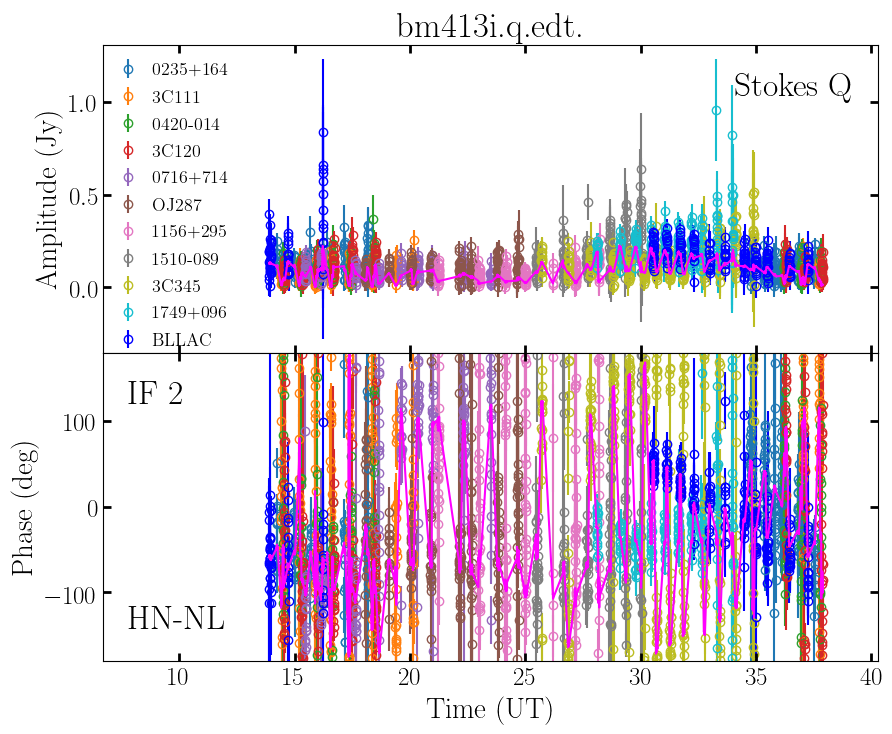 bm413i.q.edt.
Stokes Q
0235+164
3C111
0420-014
3C120
0716+714
OJ287
1156+295
1510-089
3C345
1749+096
BLLAC
Amplitude (Jy)
1.0
0.5
0.0
IF 2
HN-NL
Phase (deg)
100
0
−100
10 15 20 25 30 35 40
Time (UT)